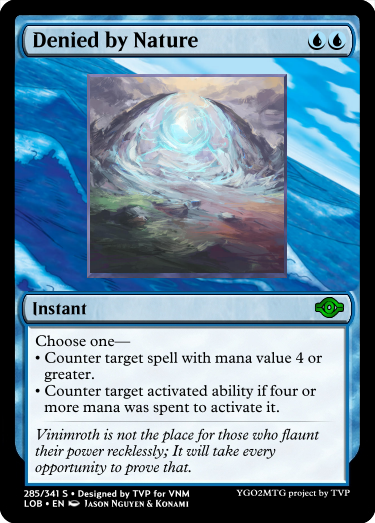 Denied by Nature
Instant
Choose one—
• Counter target spell with mana value 4 or
greater.
• Counter target activated ability if four or
more mana was spent to activate it.
Vinimroth is not the place for those who flaunt
their power recklessly; It will take every
opportunity to prove that.
285/341 S • Designed by TVP for VNM
LOB • EN Jason Nguyen & Konami
YGO2MTG project by TVP